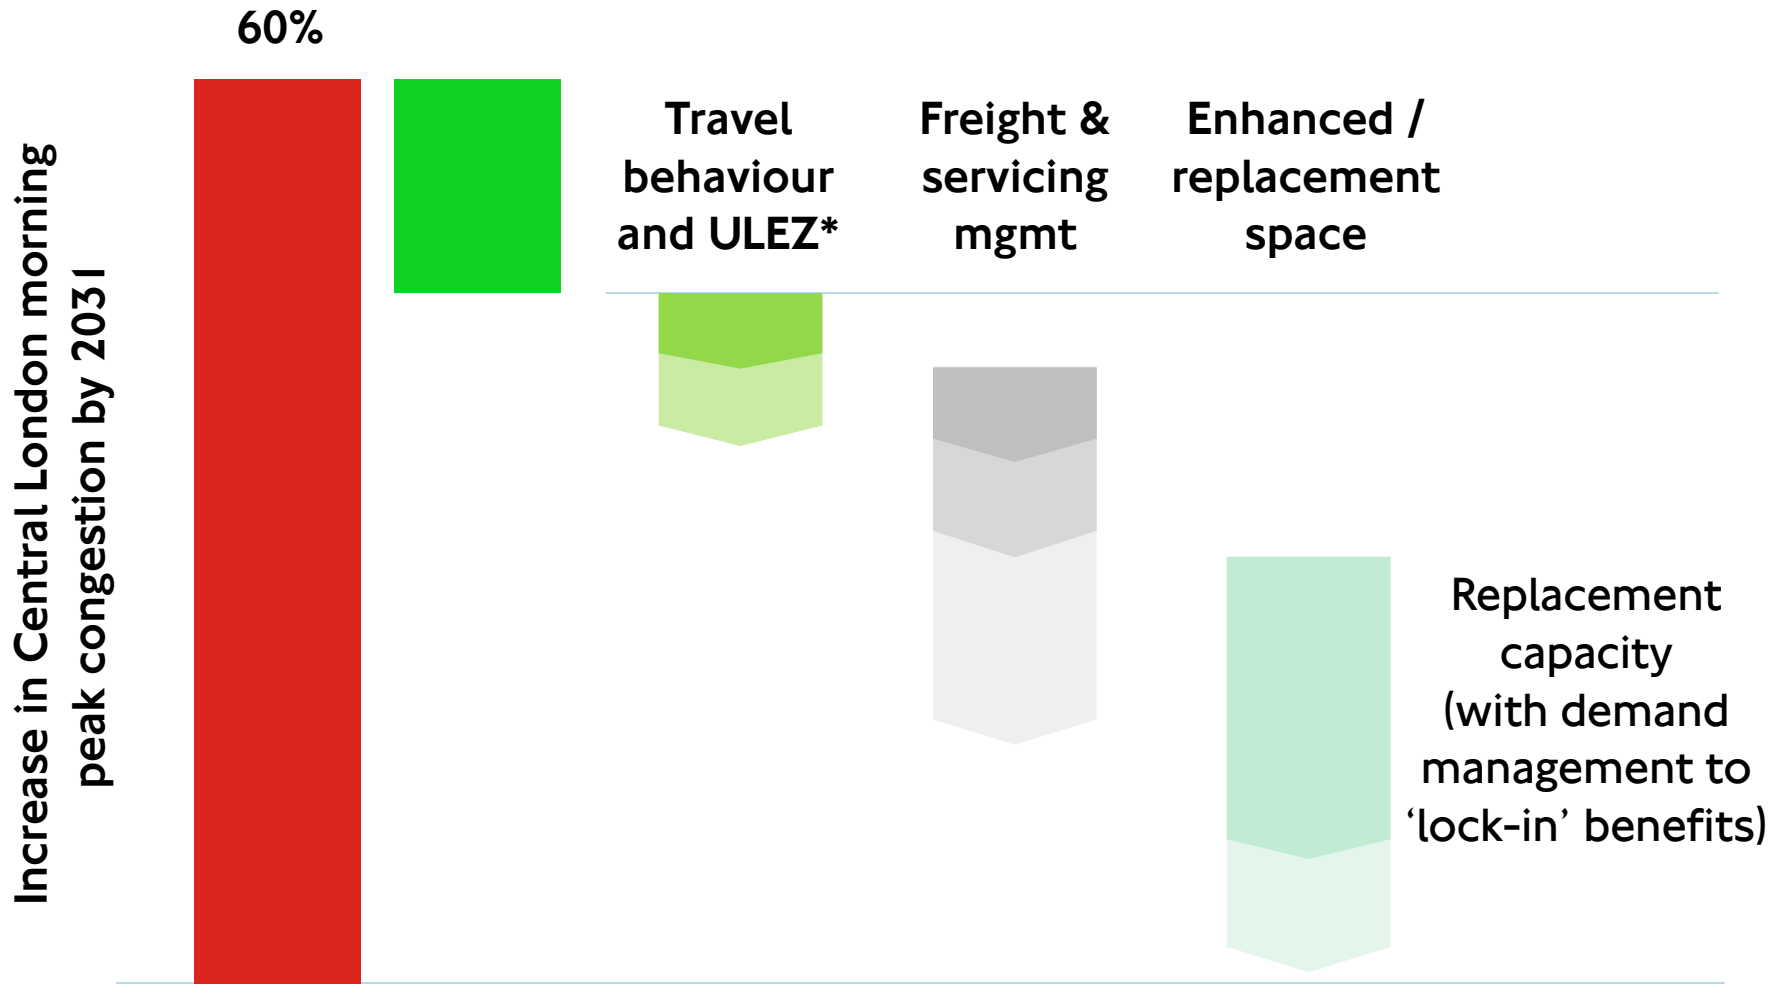 60%
Increase in Central London morning
peak congestion by 2031
Travel
behaviour
and ULEZ*
Freight &
servicing
mgmt
Enhanced /
replacement
space
Replacement
capacity
(with demand
management to
‘lock-in’ benefits)